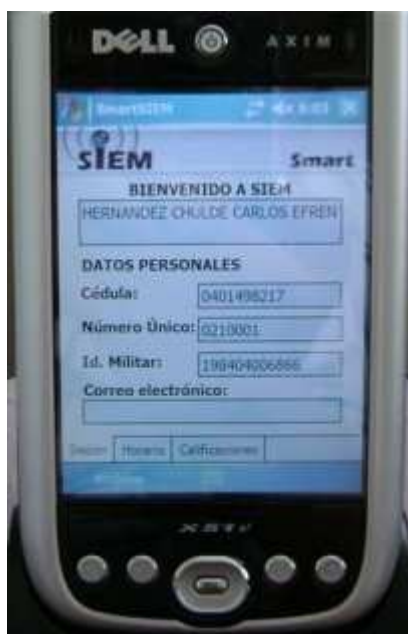 DELL AXIM
SmartSIEM
SIEM Smart
BIENVENIDO A SIEM
HERNANDEZ CHULDE CARLOS EFREN
DATOS PERSONALES
Cédula: 0401498217
Número Único: 0210001
Id. Militar: 198404006866
Correo electrónico:
Horario Calificaciones
X51v